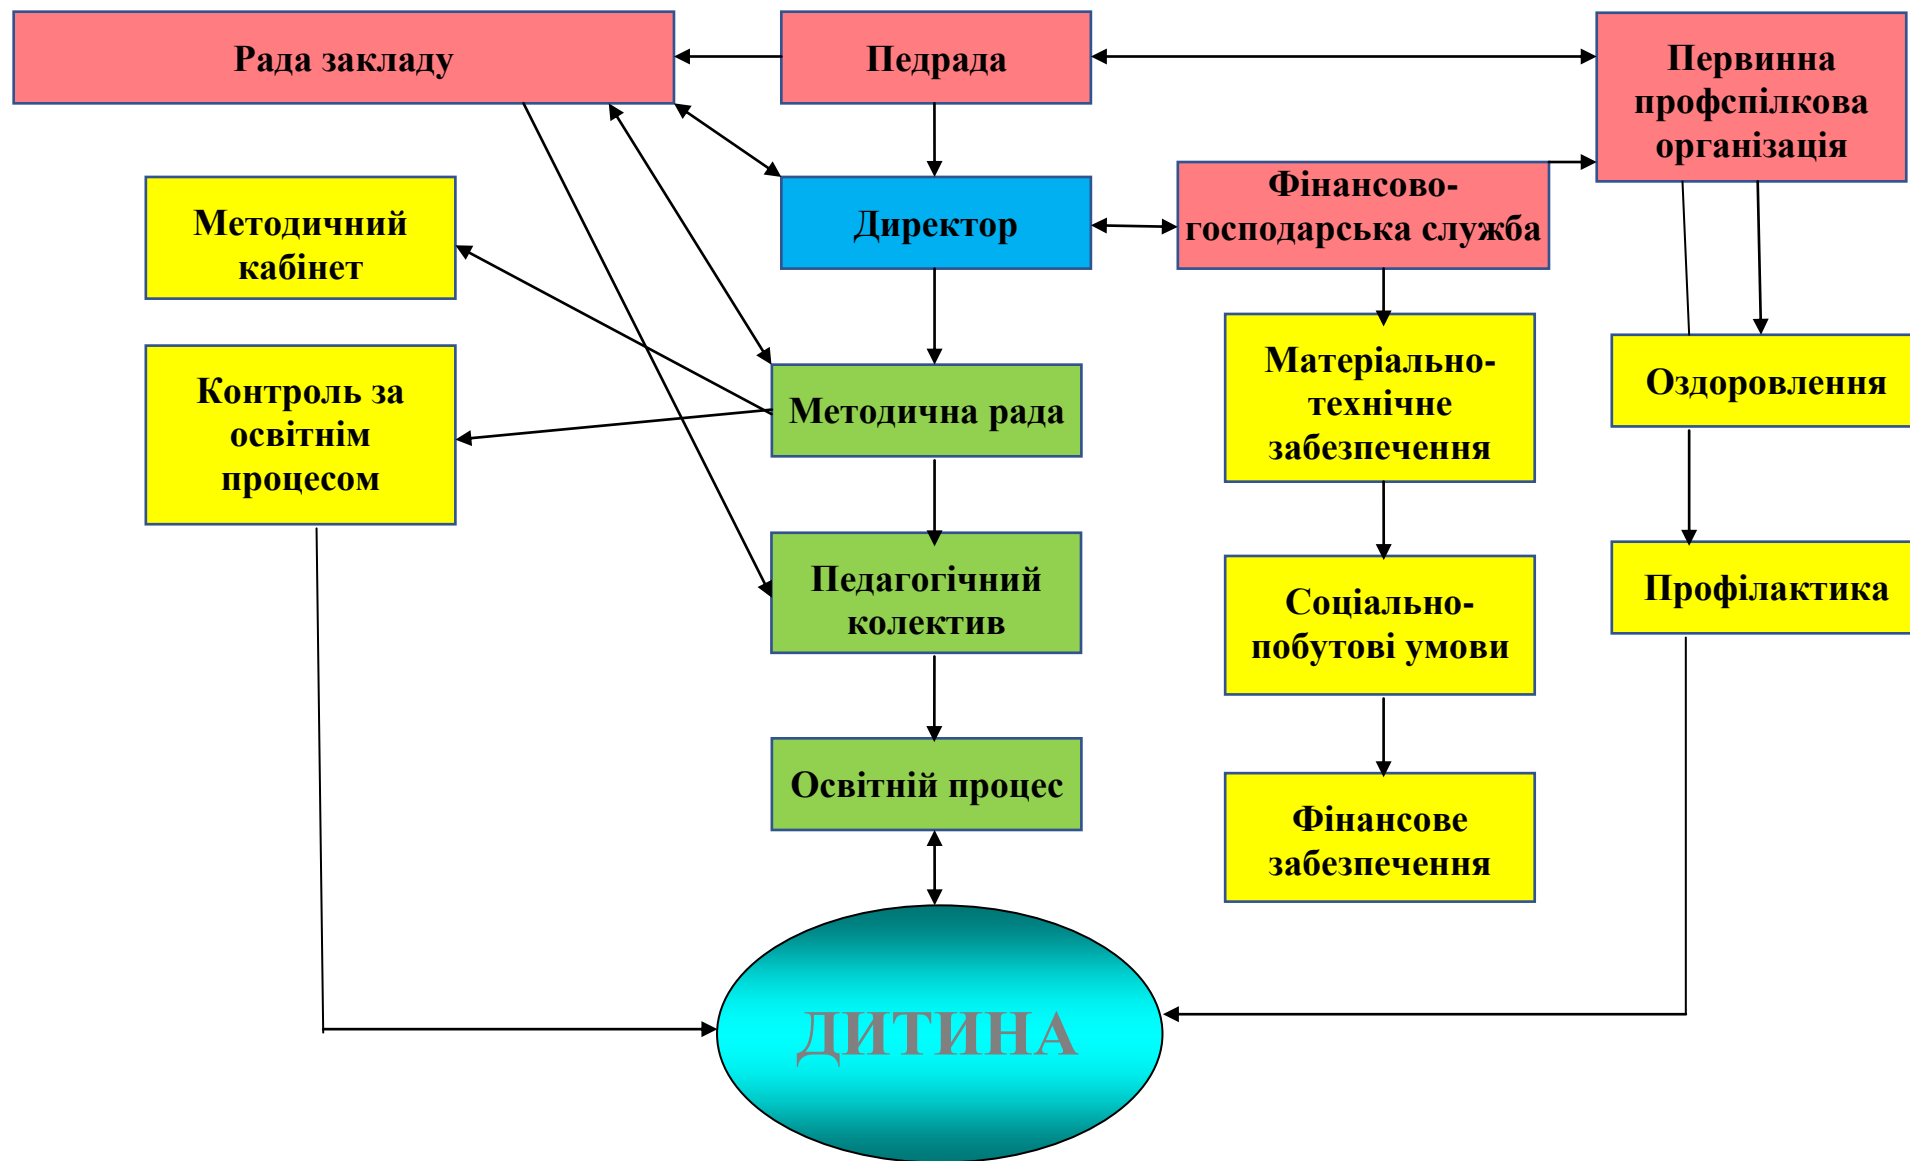 Рада закладу
Педрада
Первинна
профспілкова
організація
Методичний
кабінет
Директор
Фінансово-
господарська служба
Контроль за
освітнім
процесом
Методична рада
Матеріально-
технічне
забезпечення
Оздоровлення
Педагогічний
колектив
Соціально-
побутові умови
Профілактика
Освітній процес
Фінансове
забезпечення
ДИТИНА